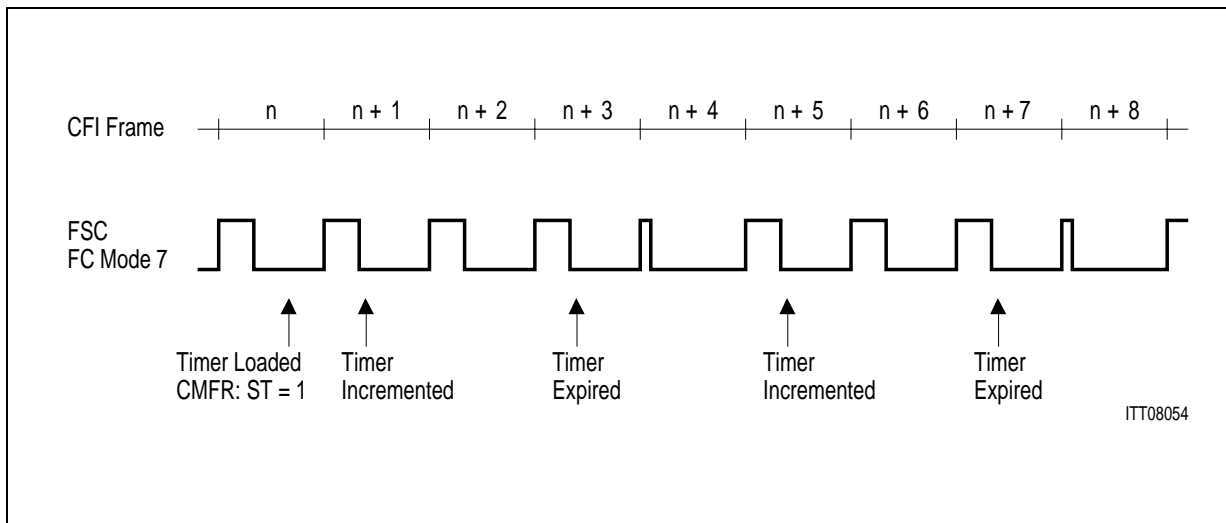 n n + 1 n + 2 n + 3 n + 4 n + 5 n + 6 n + 7 n + 8
CFI Frame
FSC
FC Mode 7
Timer Loaded
CMFR: ST = 1
Timer
Incremented
Timer
Expired
Timer
Incremented
Timer
Expired
ITT08054